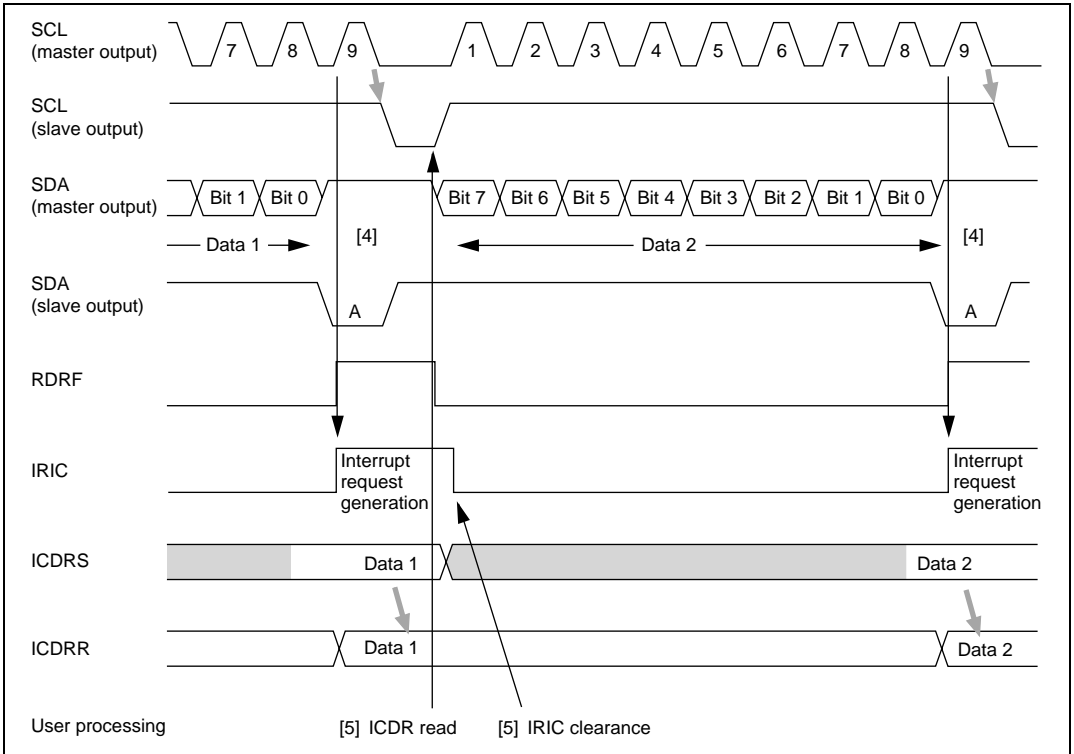 SCL
(master output)
7 8 9 1 2 3 4 5 6 7 8 9
SCL
(slave output)
SDA
(master output)
Bit 1 Bit 0 Bit 7 Bit 6 Bit 5 Bit 4 Bit 3 Bit 2 Bit 1 Bit 0
Data 1 [4] Data 2 [4]
SDA
(slave output)
A A
RDRF
IRIC
Interrupt
request
generation
Interrupt
request
generation
ICDRS
Data 1 Data 2
ICDRR
Data 1 Data 2
User processing [5] ICDR read [5] IRIC clearance